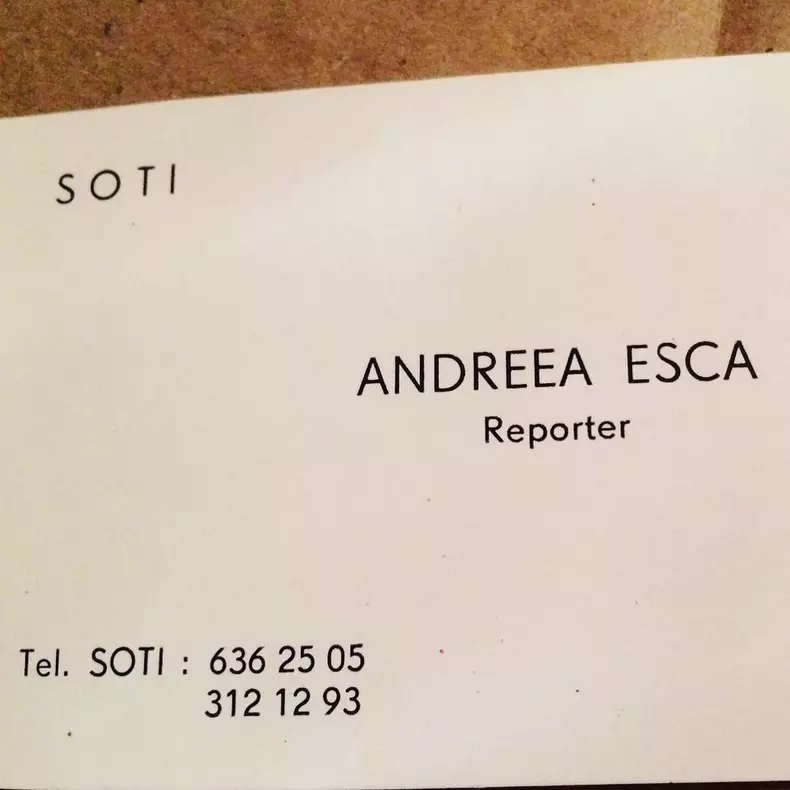 SOTI
ANDREEA ESCA
Reporter
Tel. SOTI : 636 25 05
312 12 93